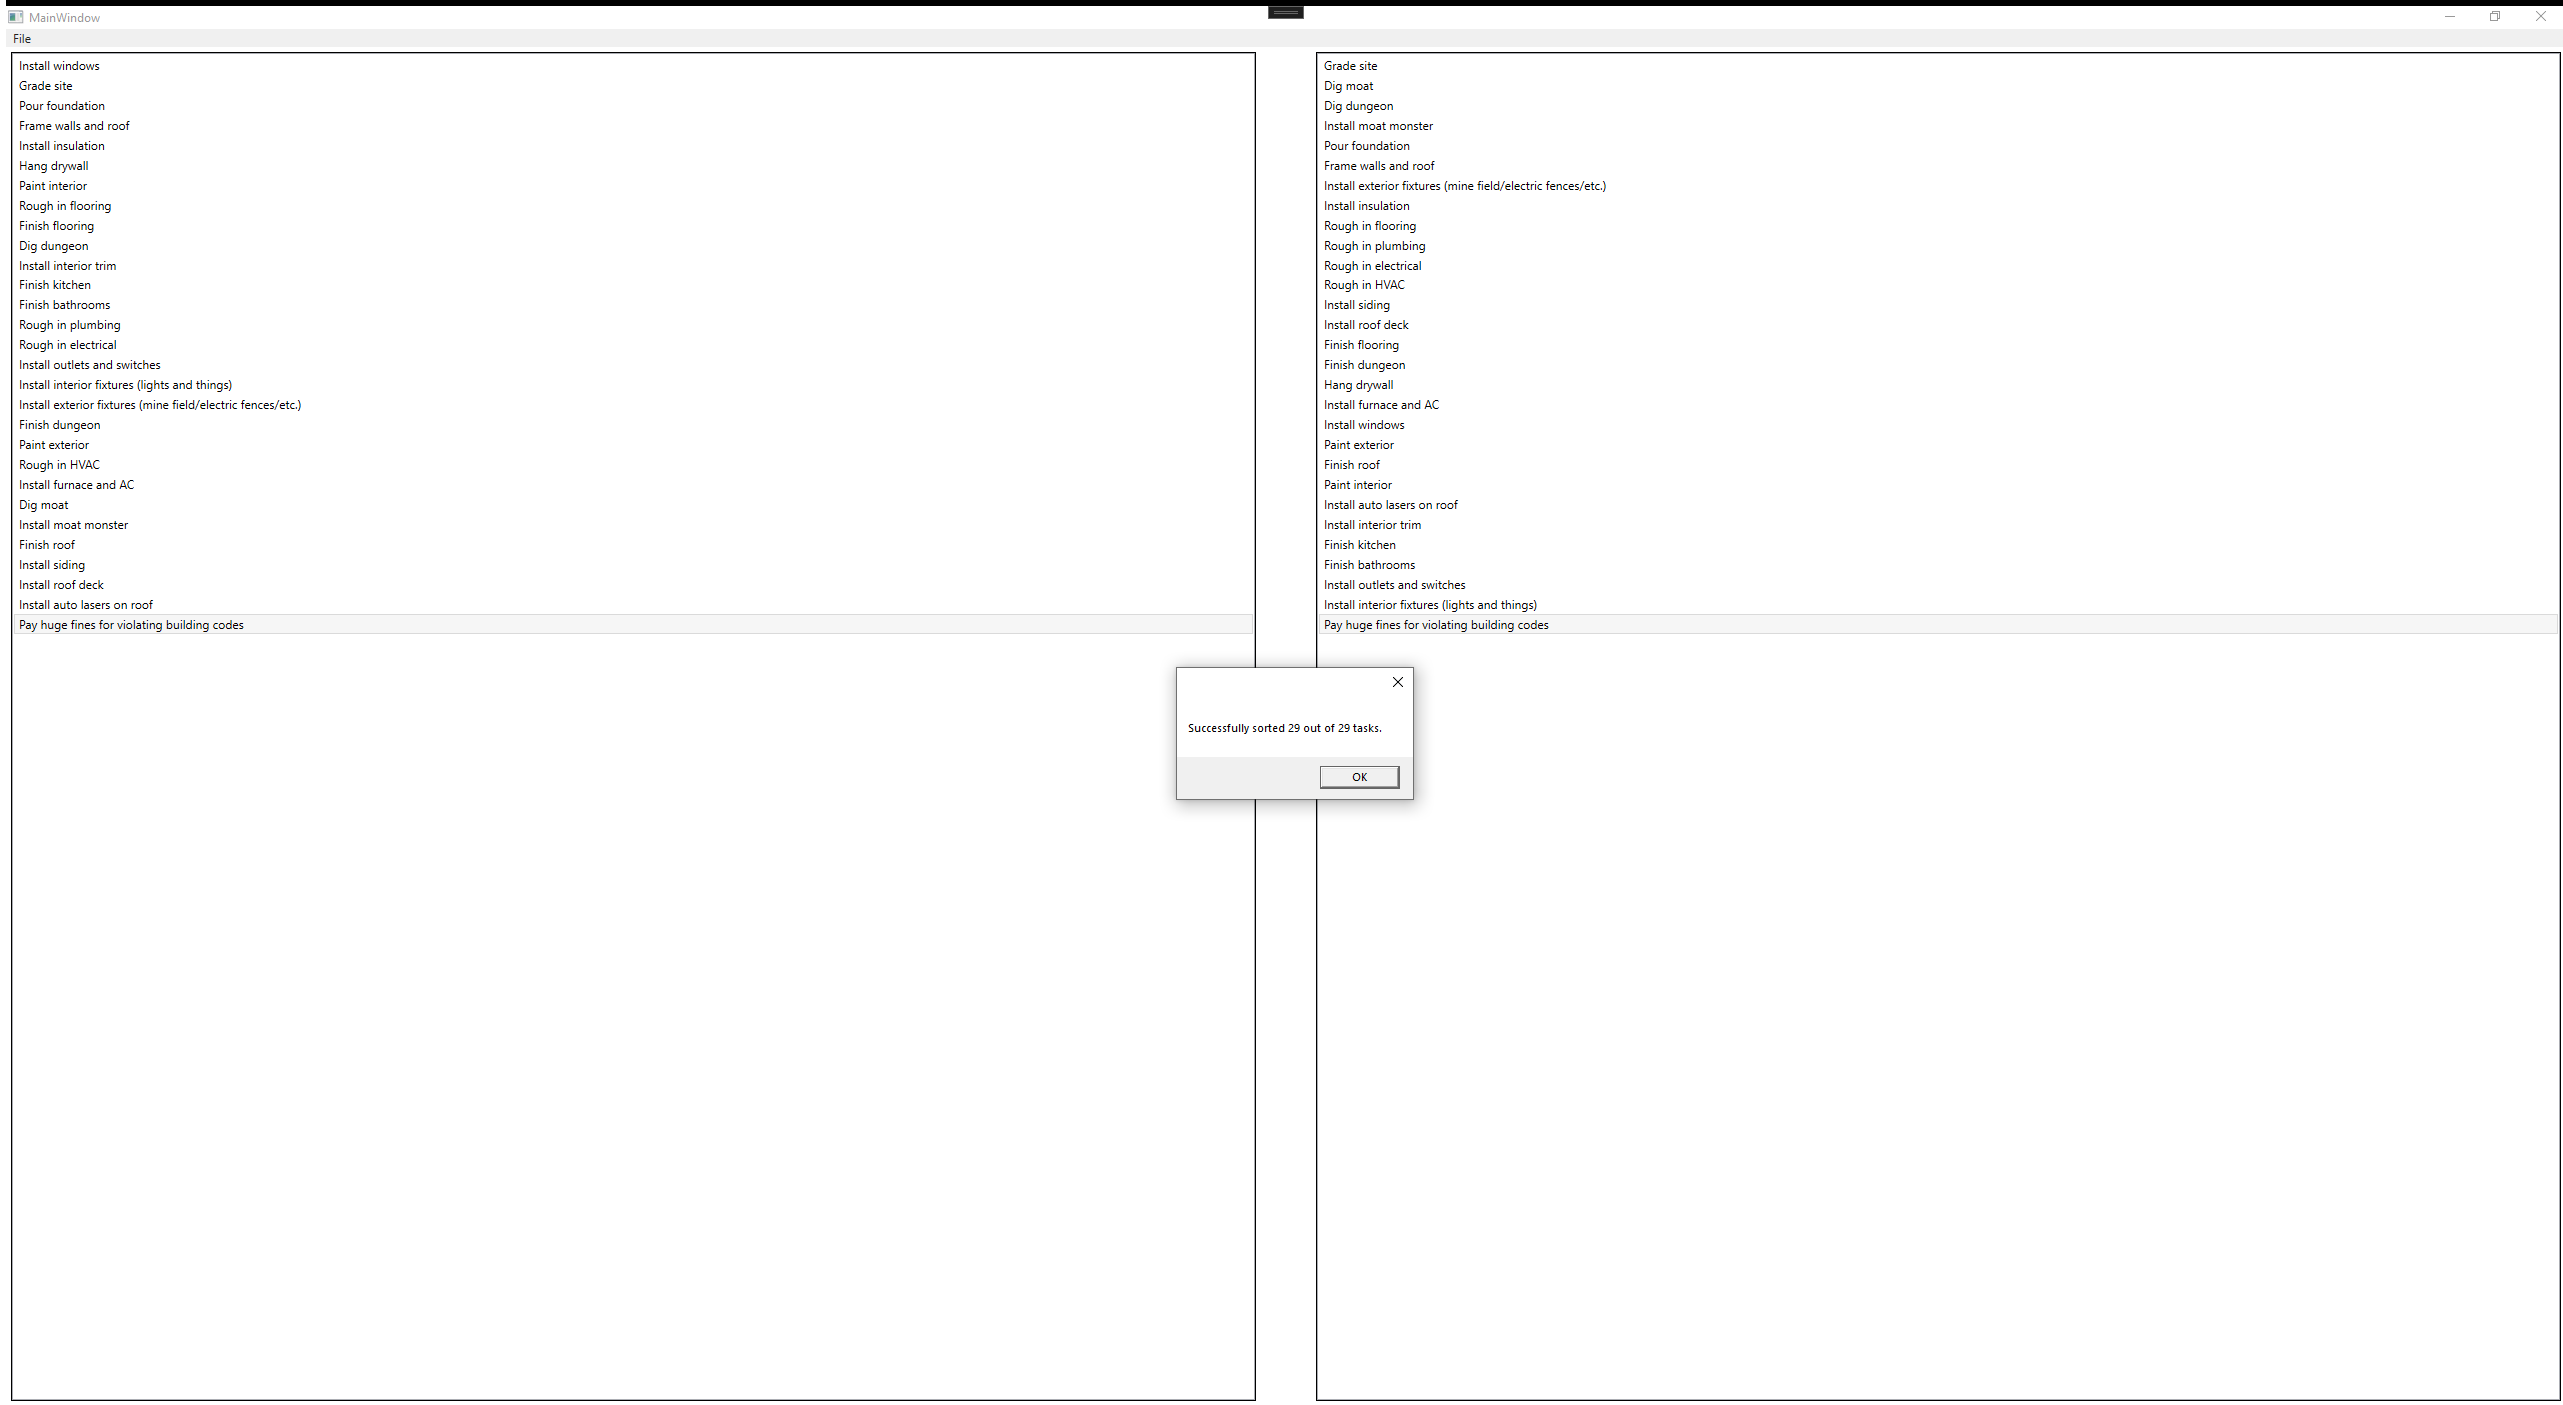 MainWindow
File
Install windows
Grade site
Pour foundation
Frame walls and roof
Install insulation
Hang drywall
Paint interior
Rough in flooring
Finish flooring
Dig dungeon
Install interior trim
Finish kitchen
Finish bathrooms
Rough in plumbing
Rough in electrical
Install outlets and switches
Install interior fixtures (lights and things)
Install exterior fixtures (mine field/electric fences/etc.)
Finish dungeon
Paint exterior
Rough in HVAC
Install furnace and AC
Dig moat
Install moat monster
Finish roof
Install siding
Install roof deck
Install auto lasers on roof
Pay huge fines for violating building codes
Grade site
Dig moat
Dig dungeon
Install moat monster
Pour foundation
Frame walls and roof
Install exterior fixtures (mine field/electric fences/etc.)
Install insulation
Rough in flooring
Rough in plumbing
Rough in electrical
Rough in HVAC
Install siding
Install roof deck
Finish flooring
Finish dungeon
Hang drywall
Install furnace and AC
Install windows
Paint exterior
Finish roof
Paint interior
Install auto lasers on roof
Install interior trim
Finish kitchen
Finish bathrooms
Install outlets and switches
Install interior fixtures (lights and things)
Pay huge fines for violating building codes
Successfully sorted 29 out of 29 tasks.
OK